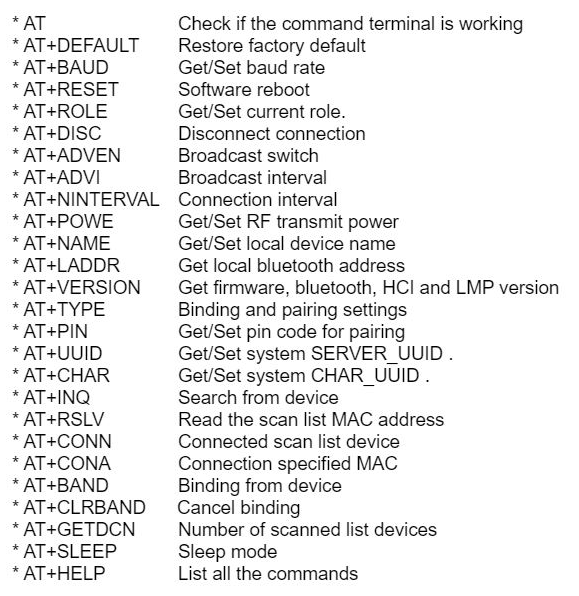 * AT Check if the command terminal is working
* AT+DEFAULT Restore factory default
* AT+BAUD Get/Set baud rate
* AT+RESET Software reboot
* AT+ROLE Get/Set current role.
* AT+DISC Disconnect connection
* AT+ADVEN Broadcast switch
* AT+ADVI Broadcast interval
* AT+NINTERVAL Connection interval
* AT+POWE Get/Set RF transmit power
* AT+NAME Get/Set local device name
* AT+LADDR Get local bluetooth address
* AT+VERSION Get firmware, bluetooth, HCI and LMP version
* AT+TYPE Binding and pairing settings
* AT+PIN Get/Set pin code for pairing
* AT+UUID Get/Set system SERVER_UUID .
* AT+CHAR Get/Set system CHAR_UUID .
* AT+INQ Search from device
* AT+RSLV Read the scan list MAC address
* AT+CONN Connected scan list device
* AT+CONA Connection specified MAC
* AT+BAND Binding from device
* AT+CLRBAND Cancel binding
* AT+GETDCN Number of scanned list devices
* AT+SLEEP Sleep mode
* AT+HELP List all the commands